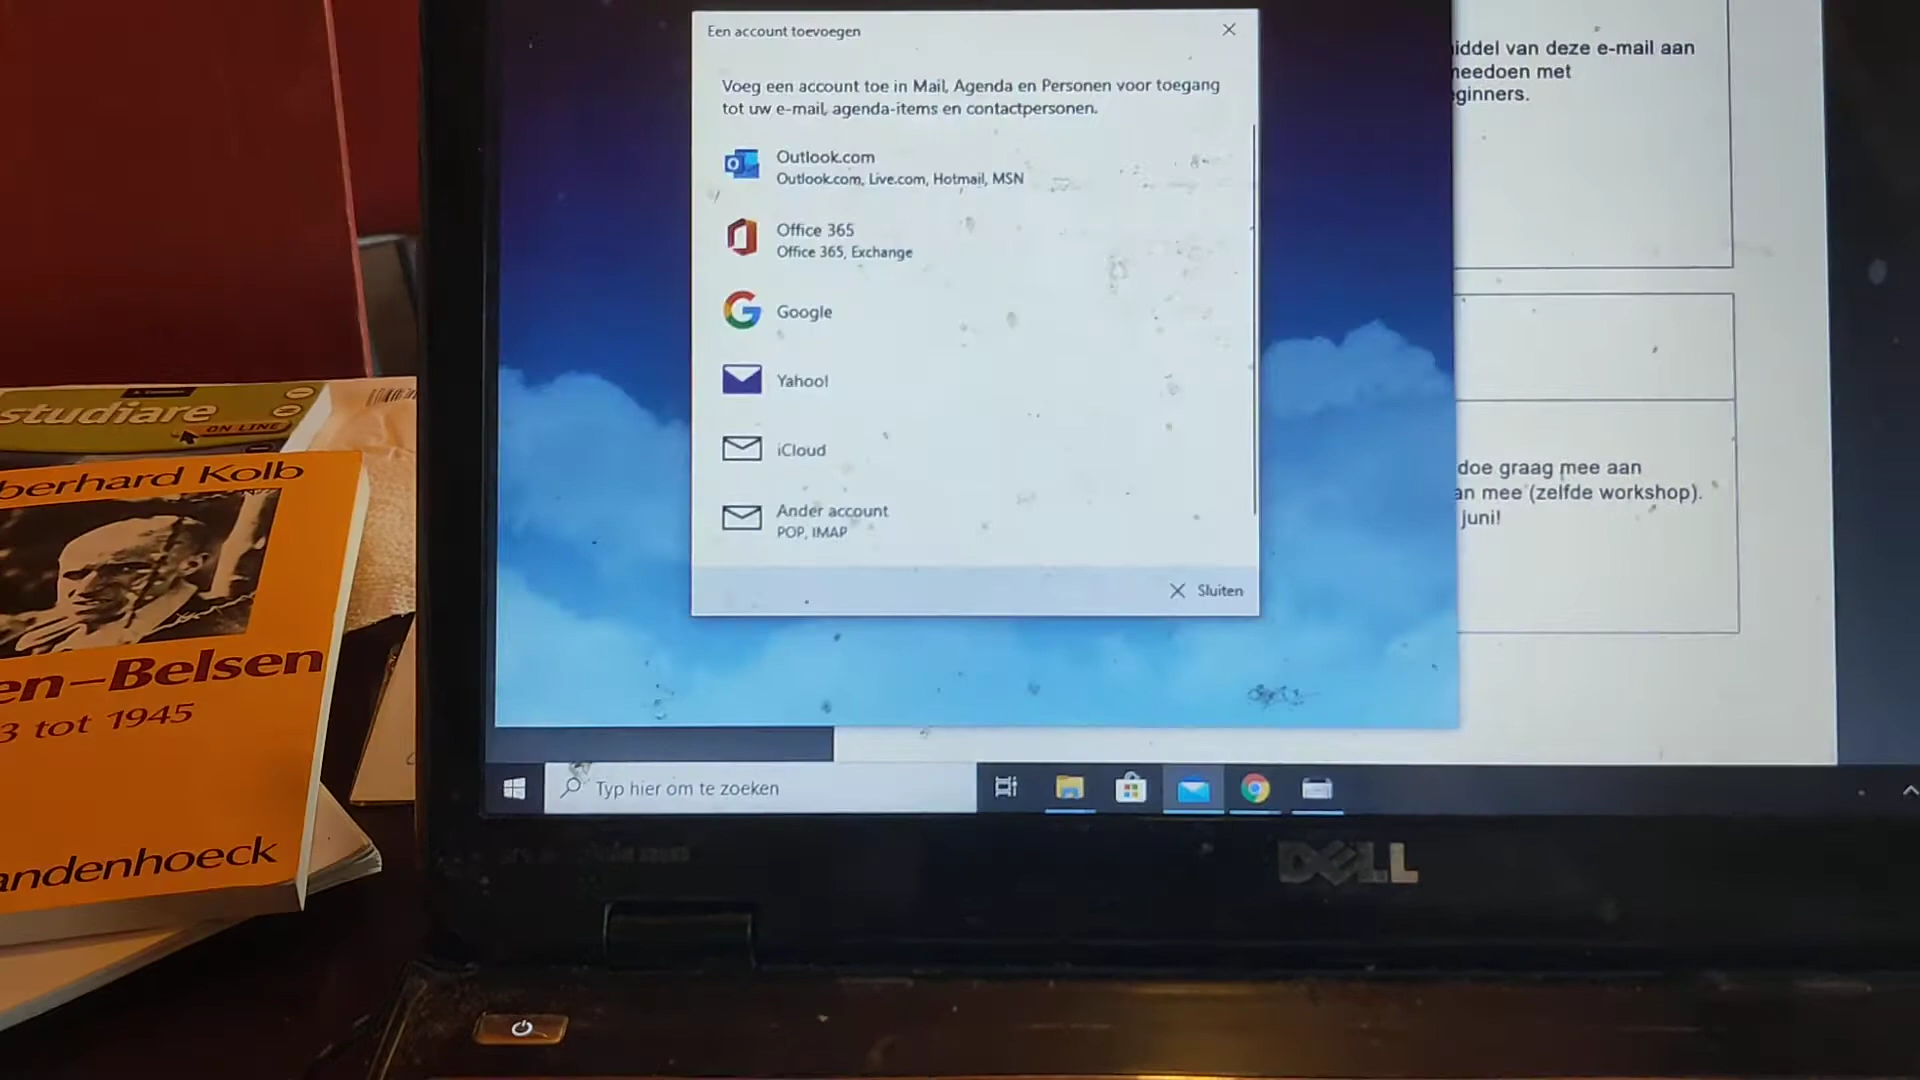 Een account toevoegen
Voeg een account toe in Mail, Agenda en Personen voor toegang
tot uw e-mail, agenda-items en contactpersonen.
Outlook.com
Outlook.com, Live.com, Hotmail, MSN
Office 365
Office 365, Exchange
Google
Yahoo!
iCloud
Ander account
POP, IMAP
Sluiten
iddel van deze e-mail aan
needoen met
ginners.
doe graag mee aan
an mee (zelfde workshop).
juni!
Typ hier om te zoeken
DELL
studiare
ON LINE
berhard Kolb
en-Belsen
3 tot 1945
andenhoeck